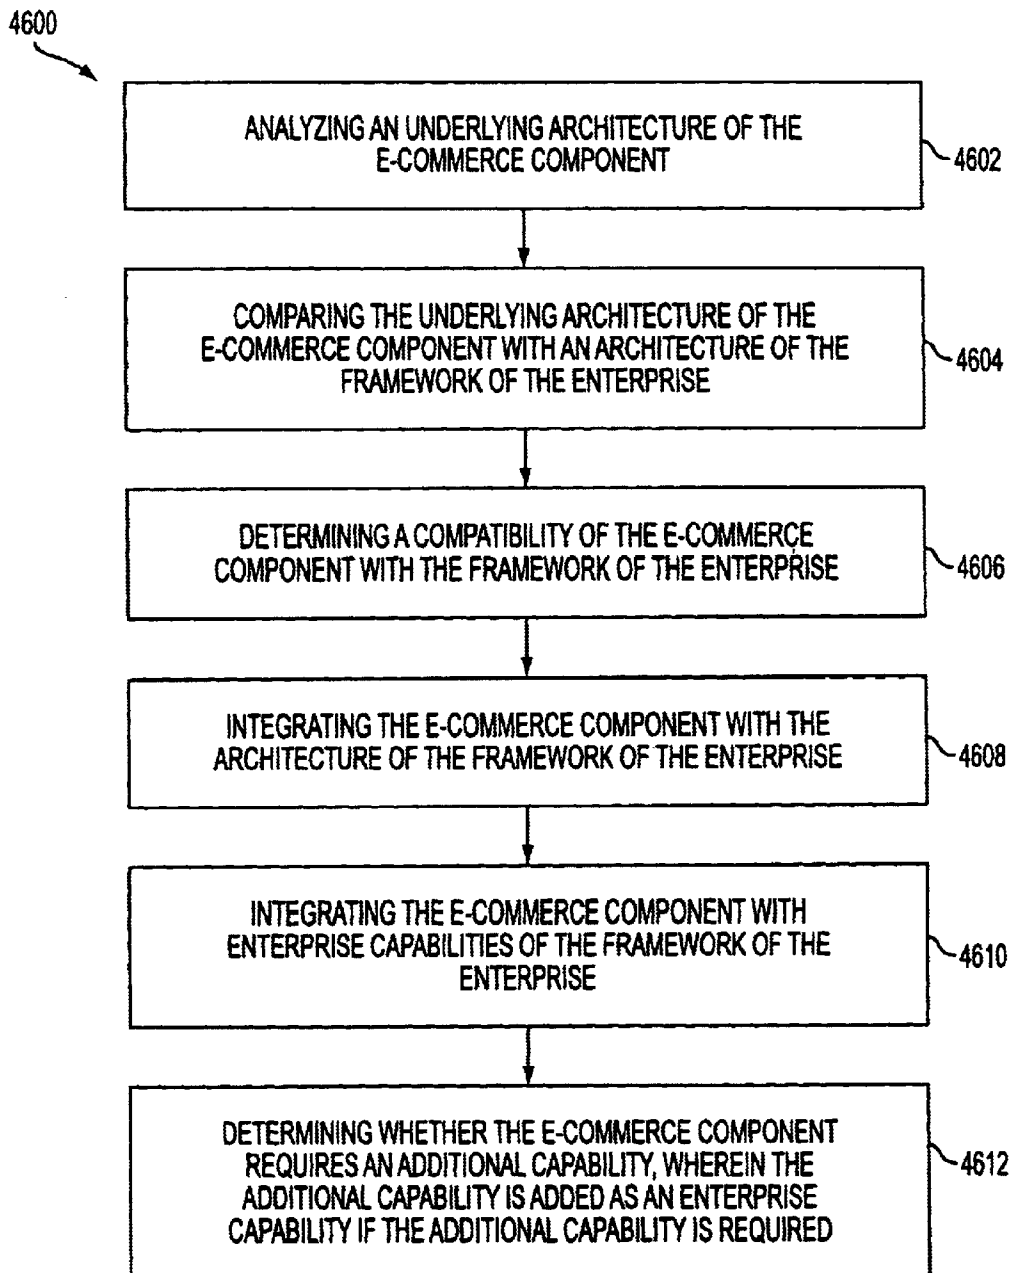 4600
ANALYZING AN UNDERLYING ARCHITECTURE OF THE
E-COMMERCE COMPONENT
4602
COMPARING THE UNDERLYING ARCHITECTURE OF THE
E-COMMERCE COMPONENT WITH AN ARCHITECTURE OF THE
FRAMEWORK OF THE ENTERPRISE
4604
DETERMINING A COMPATIBILITY OF THE E-COMMERCE
COMPONENT WITH THE FRAMEWORK OF THE ENTERPRISE
4606
INTEGRATING THE E-COMMERCE COMPONENT WITH THE
ARCHITECTURE OF THE FRAMEWORK OF THE ENTERPRISE
4608
INTEGRATING THE E-COMMERCE COMPONENT WITH
ENTERPRISE CAPABILITIES OF THE FRAMEWORK OF THE
ENTERPRISE
4610
DETERMINING WHETHER THE E-COMMERCE COMPONENT
REQUIRES AN ADDITIONAL CAPABILITY, WHEREIN THE
ADDITIONAL CAPABILITY IS ADDED AS AN ENTERPRISE
CAPABILITY IF THE ADDITIONAL CAPABILITY IS REQUIRED
4612